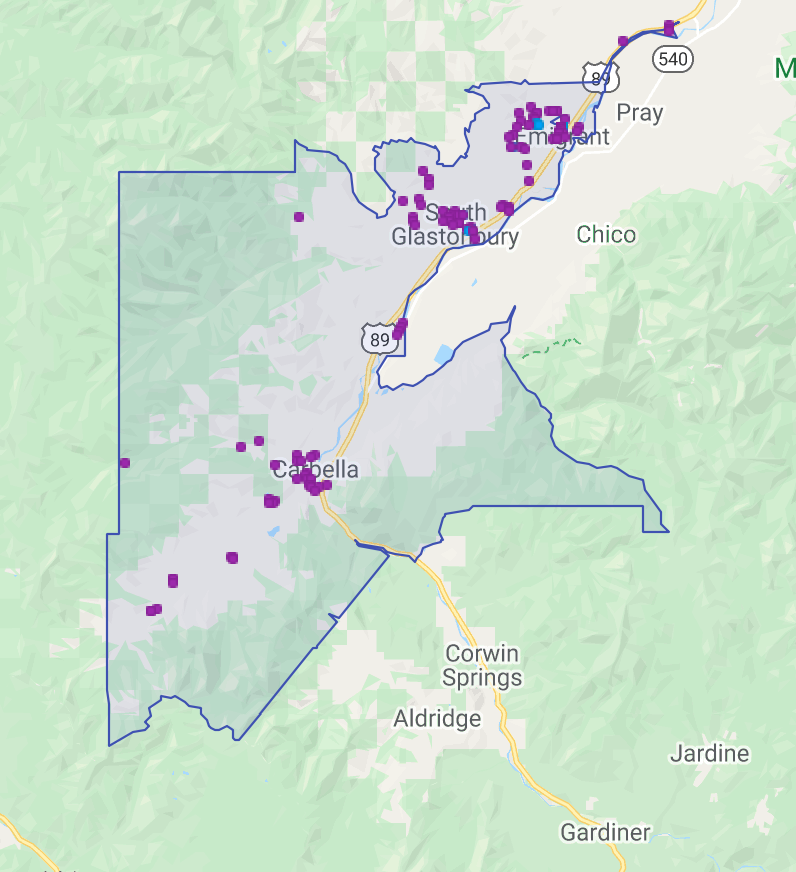 540
89
M
Pray
Emigrant
South
Glastonbury
Chico
89
Carbella
Corwin
Springs
Aldridge
Jardine
Gardiner